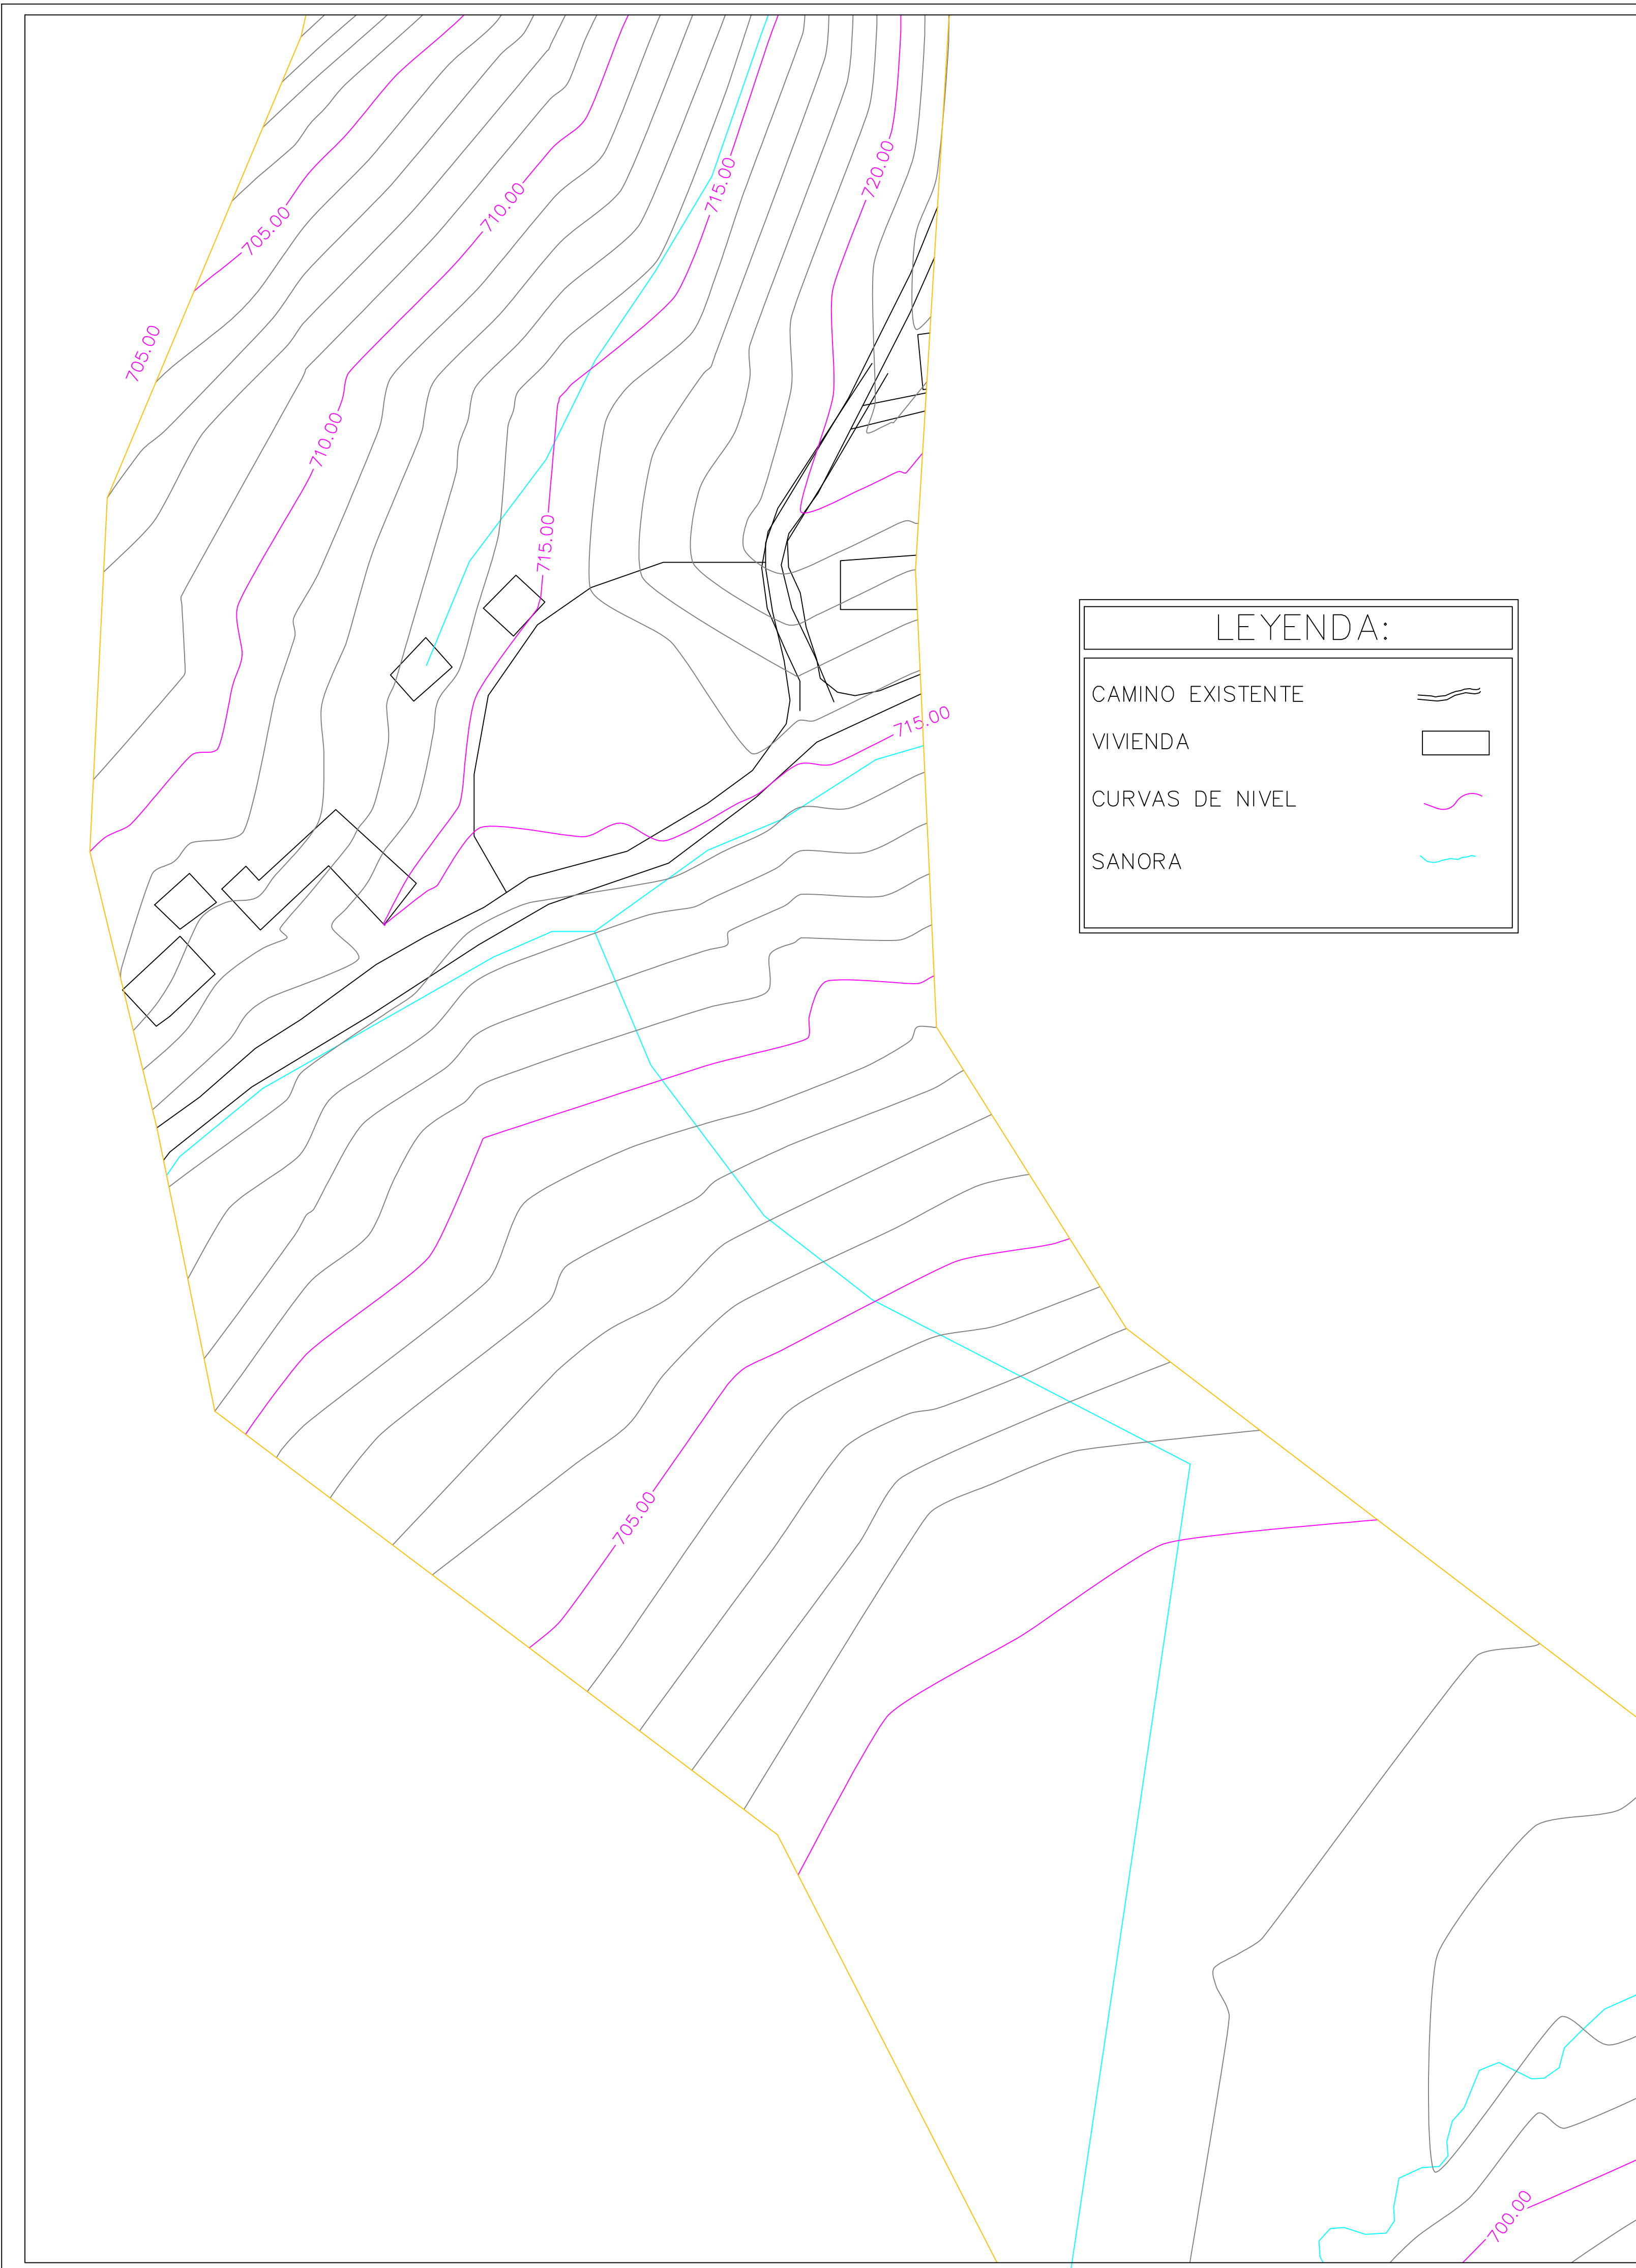 705.00
710.00
715.00
720.00
705.00
710.00
715.00
LEYENDA:
CAMINO EXISTENTE
VIVIENDA
715.00
CURVAS DE NIVEL
SANORA
705.00
700.00